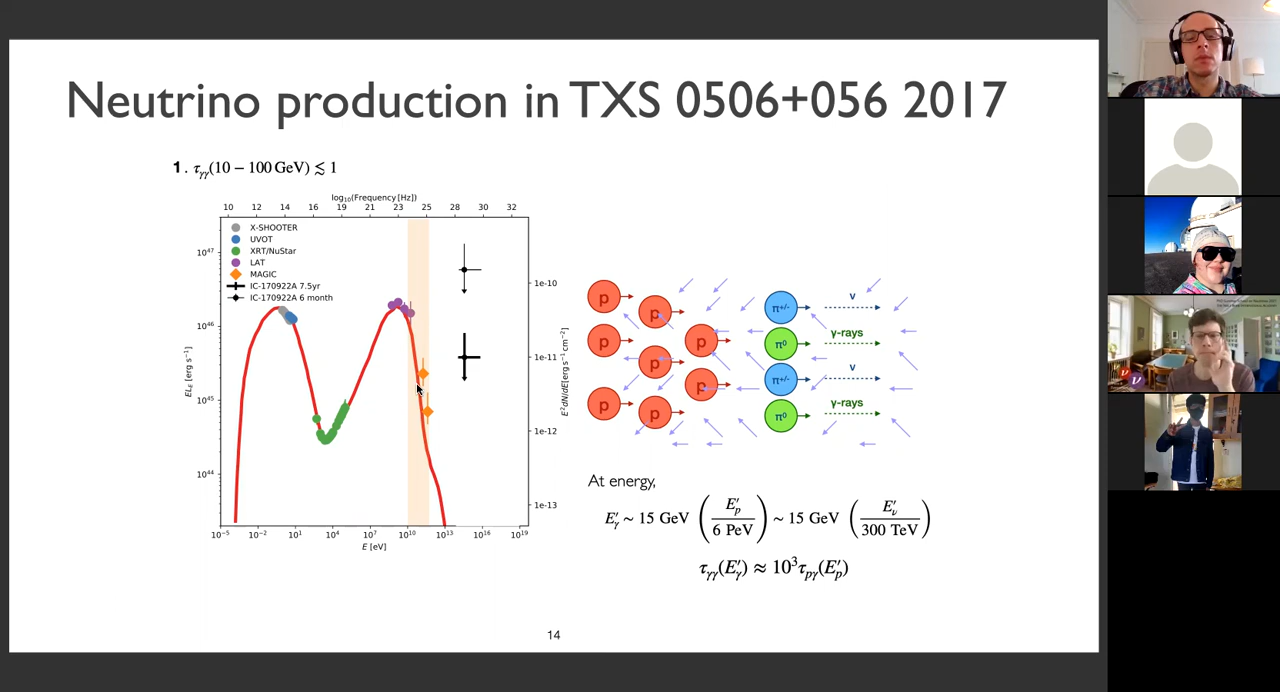 Neutrino production in TXS 0506+056 2017
1. τγγ(10 − 100 GeV) ≲ 1
log10(Frequency [Hz])
10 12 14 16 19 21 23 25 28 30 32
X-SHOOTER
UVOT
XRT/NuStar
LAT
MAGIC
IC-170922A 7.5yr
IC-170922A 6 month
10^47
10^46
10^45
10^44
EL_E [erg s^-1]
1e-10
1e-11
1e-12
1e-13
E^2dN/dE[erg s^-1 cm^-2]
10^-5 10^-2 10^1 10^4 10^7 10^10 10^13 10^16 10^19
E [eV]
p p p p p p p p
π+/- ν
π0 γ-rays
π+/- ν
π0 γ-rays
At energy,
E′γ ~ 15 GeV (E′p / 6 PeV) ~ 15 GeV (E′ν / 300 TeV)
τγγ(E′γ) ≈ 10^3 τpγ(E′p)
14
ν ν